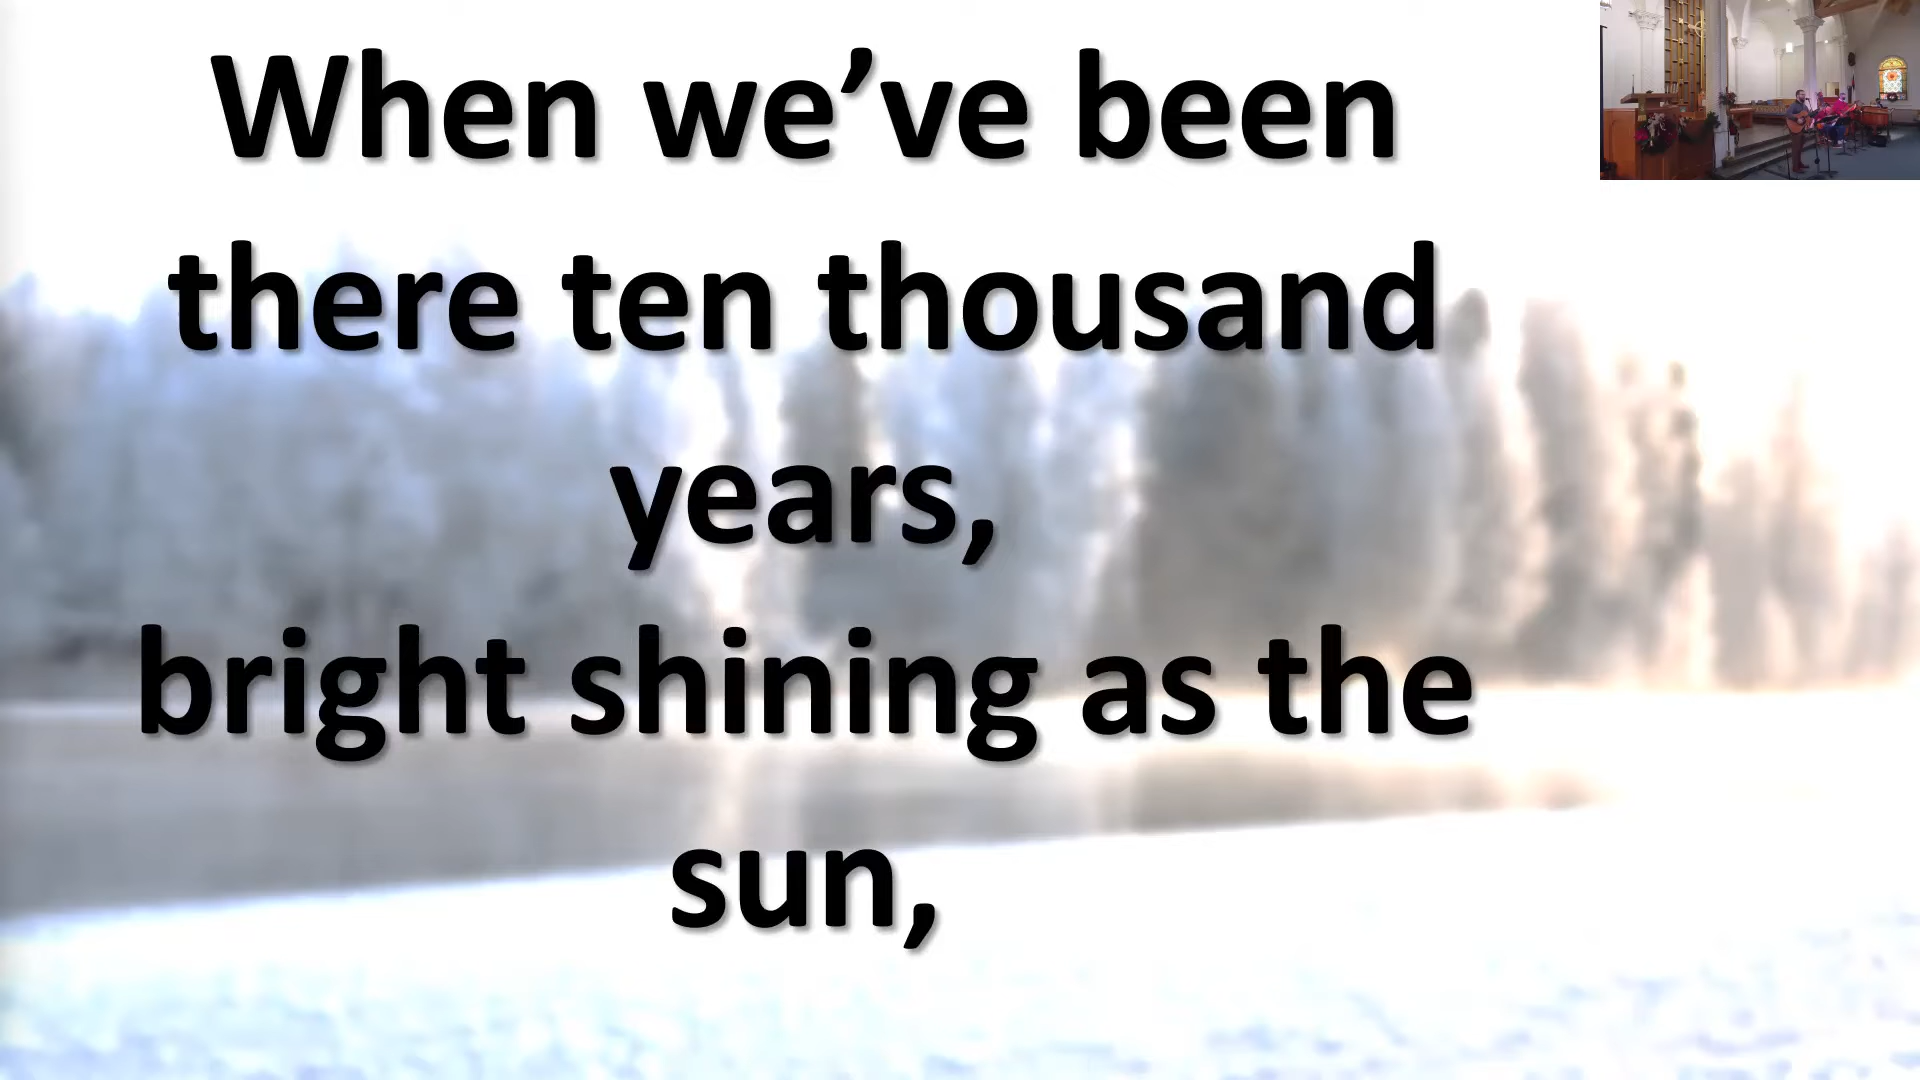 When we’ve been
there ten thousand
years,
bright shining as the
sun,